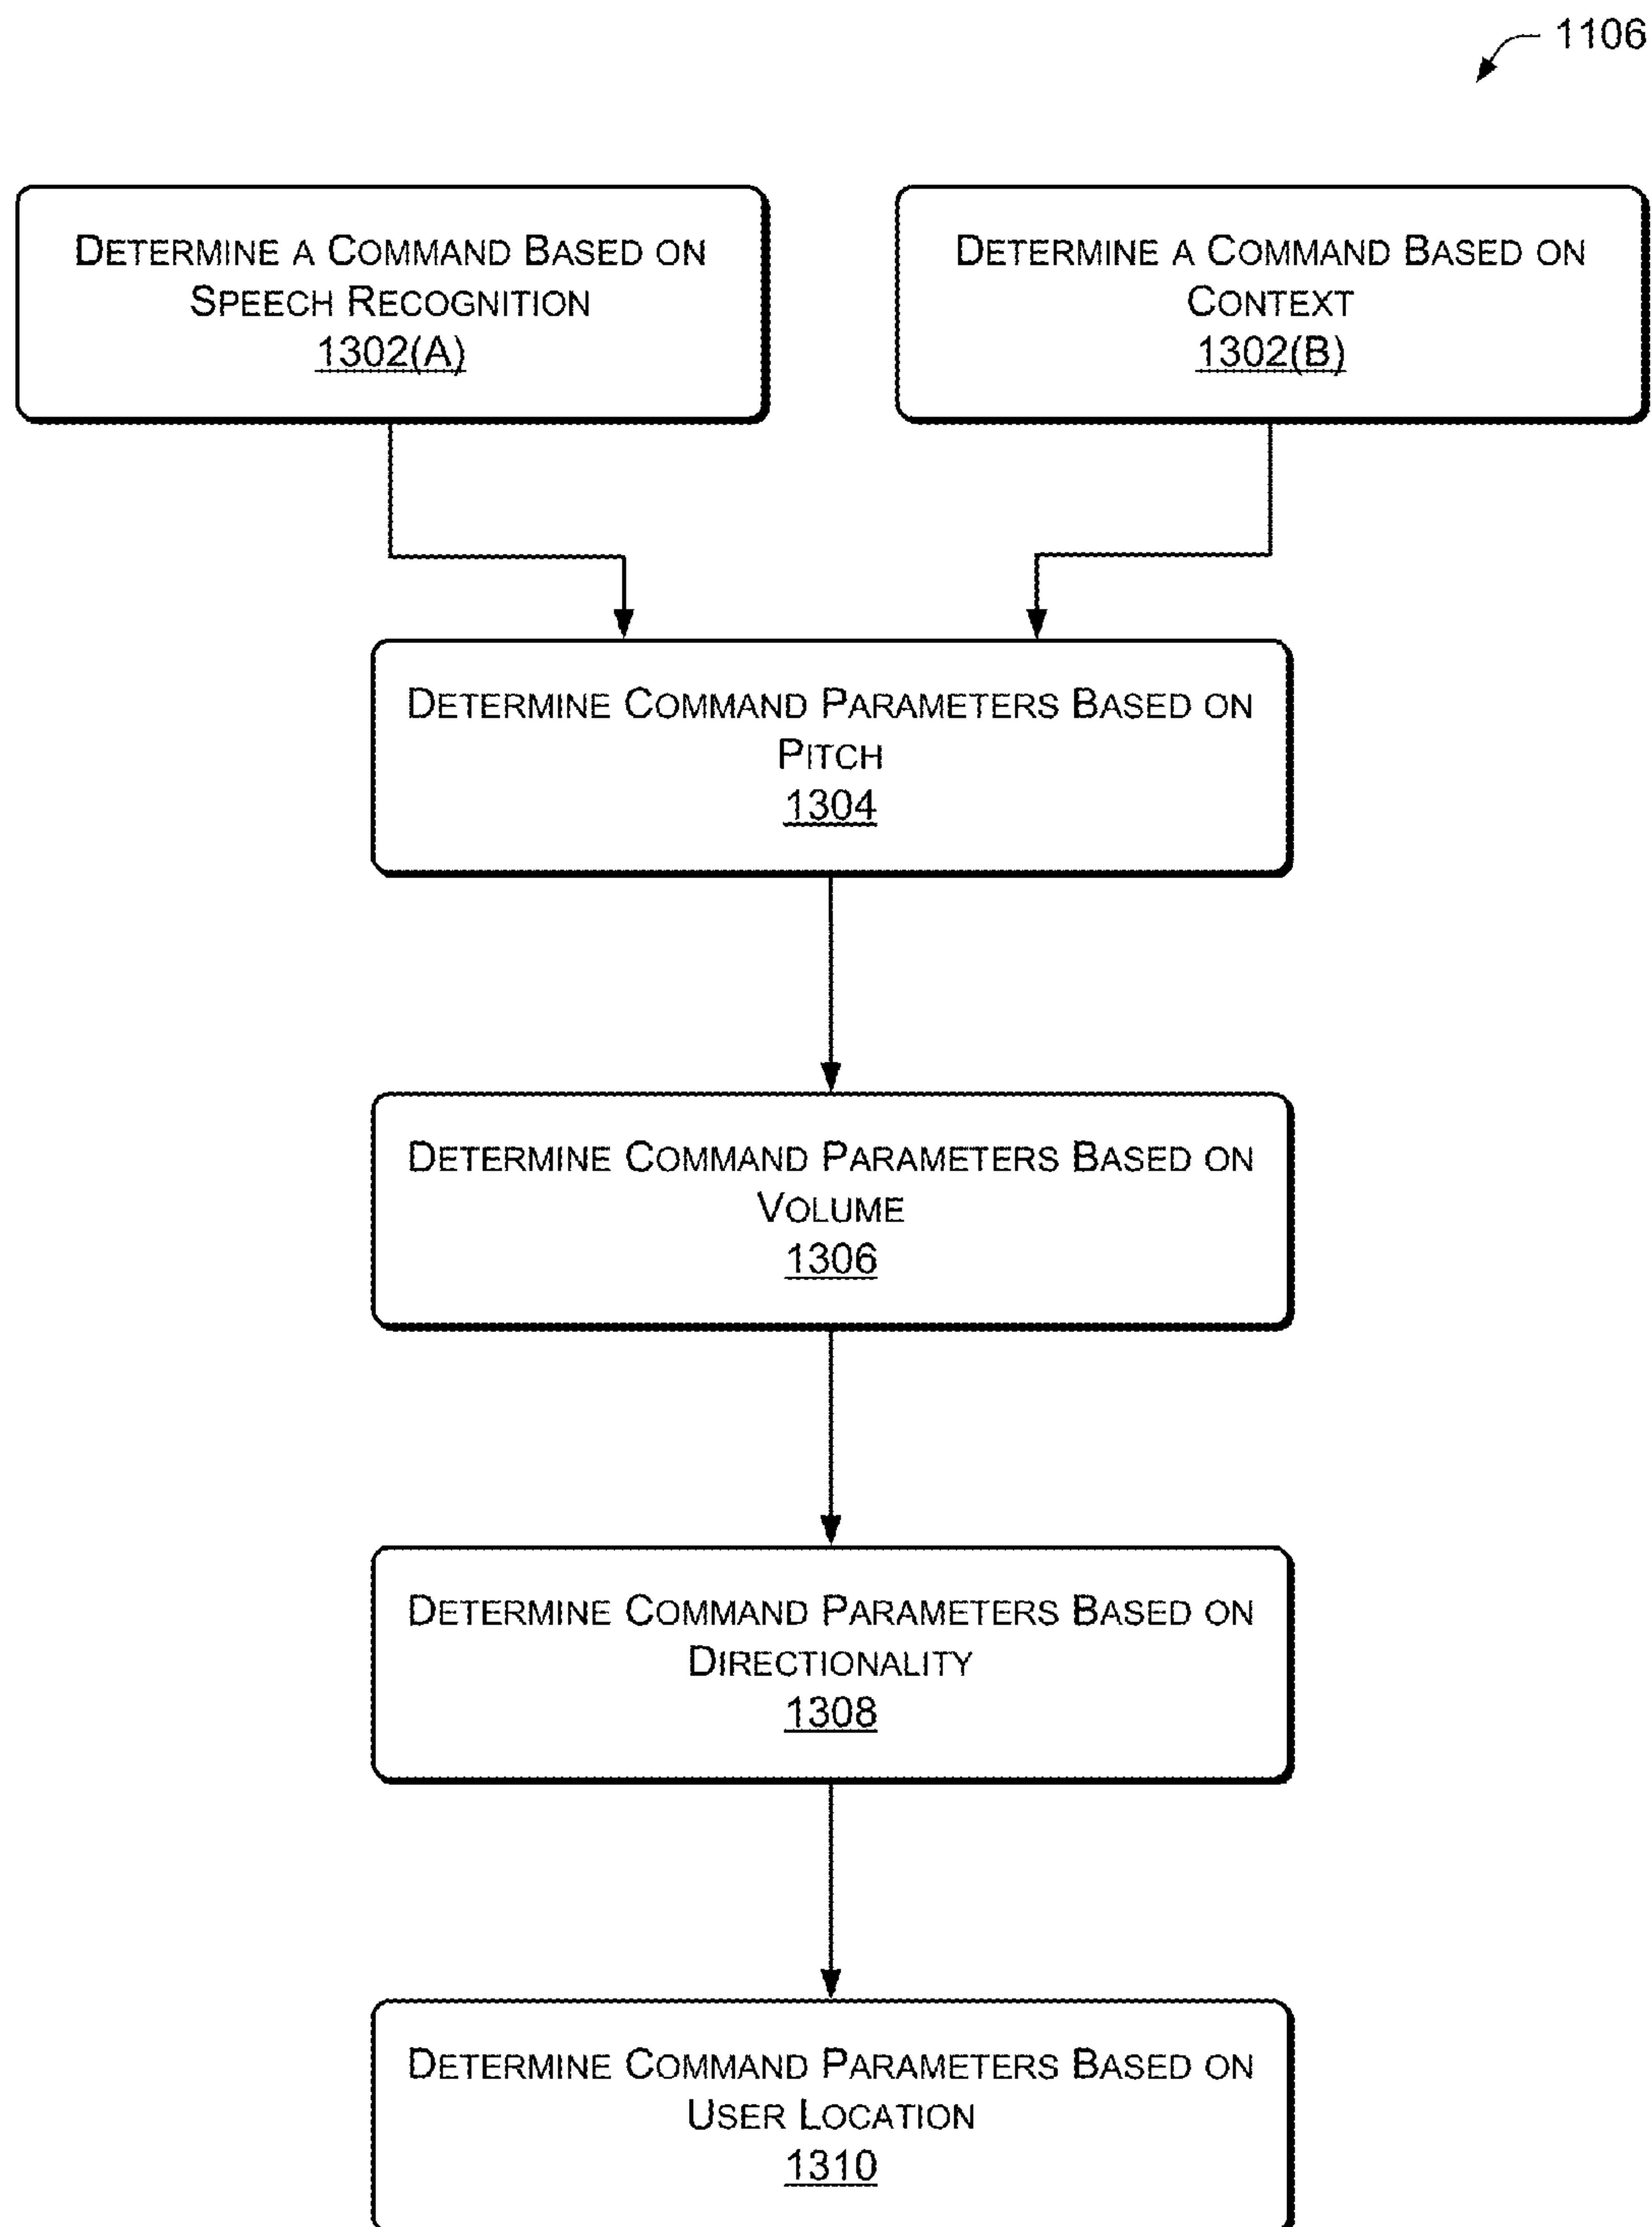 1106
DETERMINE A COMMAND BASED ON
SPEECH RECOGNITION
1302(A)
DETERMINE A COMMAND BASED ON
CONTEXT
1302(B)
DETERMINE COMMAND PARAMETERS BASED ON
PITCH
1304
DETERMINE COMMAND PARAMETERS BASED ON
VOLUME
1306
DETERMINE COMMAND PARAMETERS BASED ON
DIRECTIONALITY
1308
DETERMINE COMMAND PARAMETERS BASED ON
USER LOCATION
1310